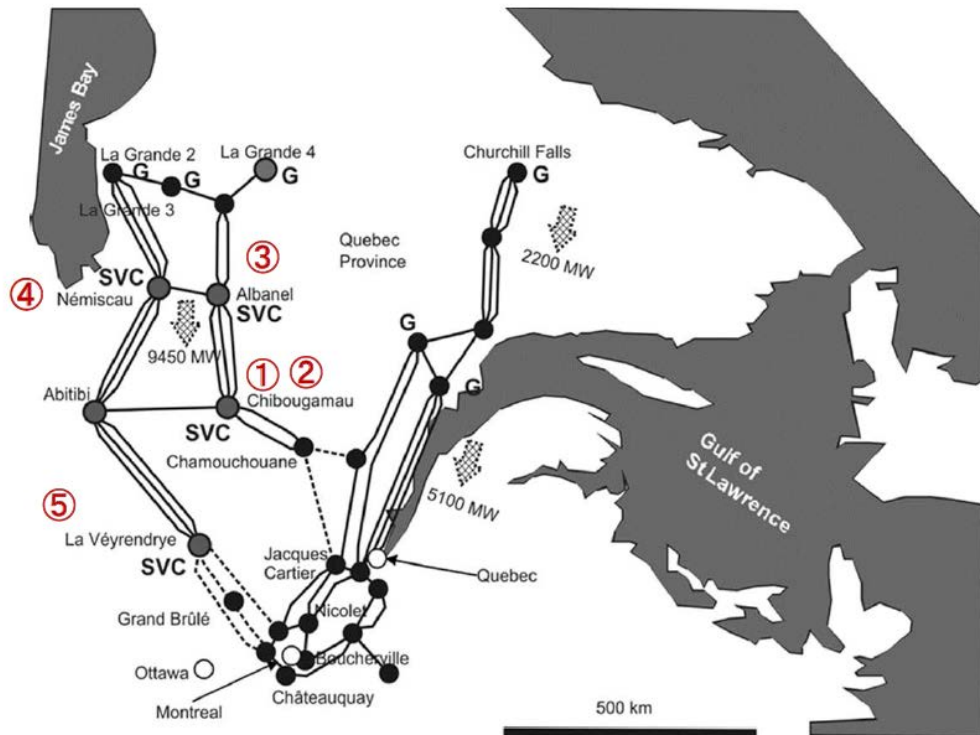 James Bay
La Grande 2
G
G
La Grande 3
La Grande 4
G
Churchill Falls
G
2200 MW
Quebec
Province
③
④
SVC
Némiscau
Albanel
SVC
9450 MW
① ②
G
G
Abitibi
Chibougamau
SVC
Chamouchouane
5100 MW
Gulf of
St Lawrence
⑤
La Véyrendrye
SVC
Jacques
Cartier
Quebec
Grand Brûlé
Nicolet
Ottawa
Boucherville
Montreal
Châteauquay
500 km